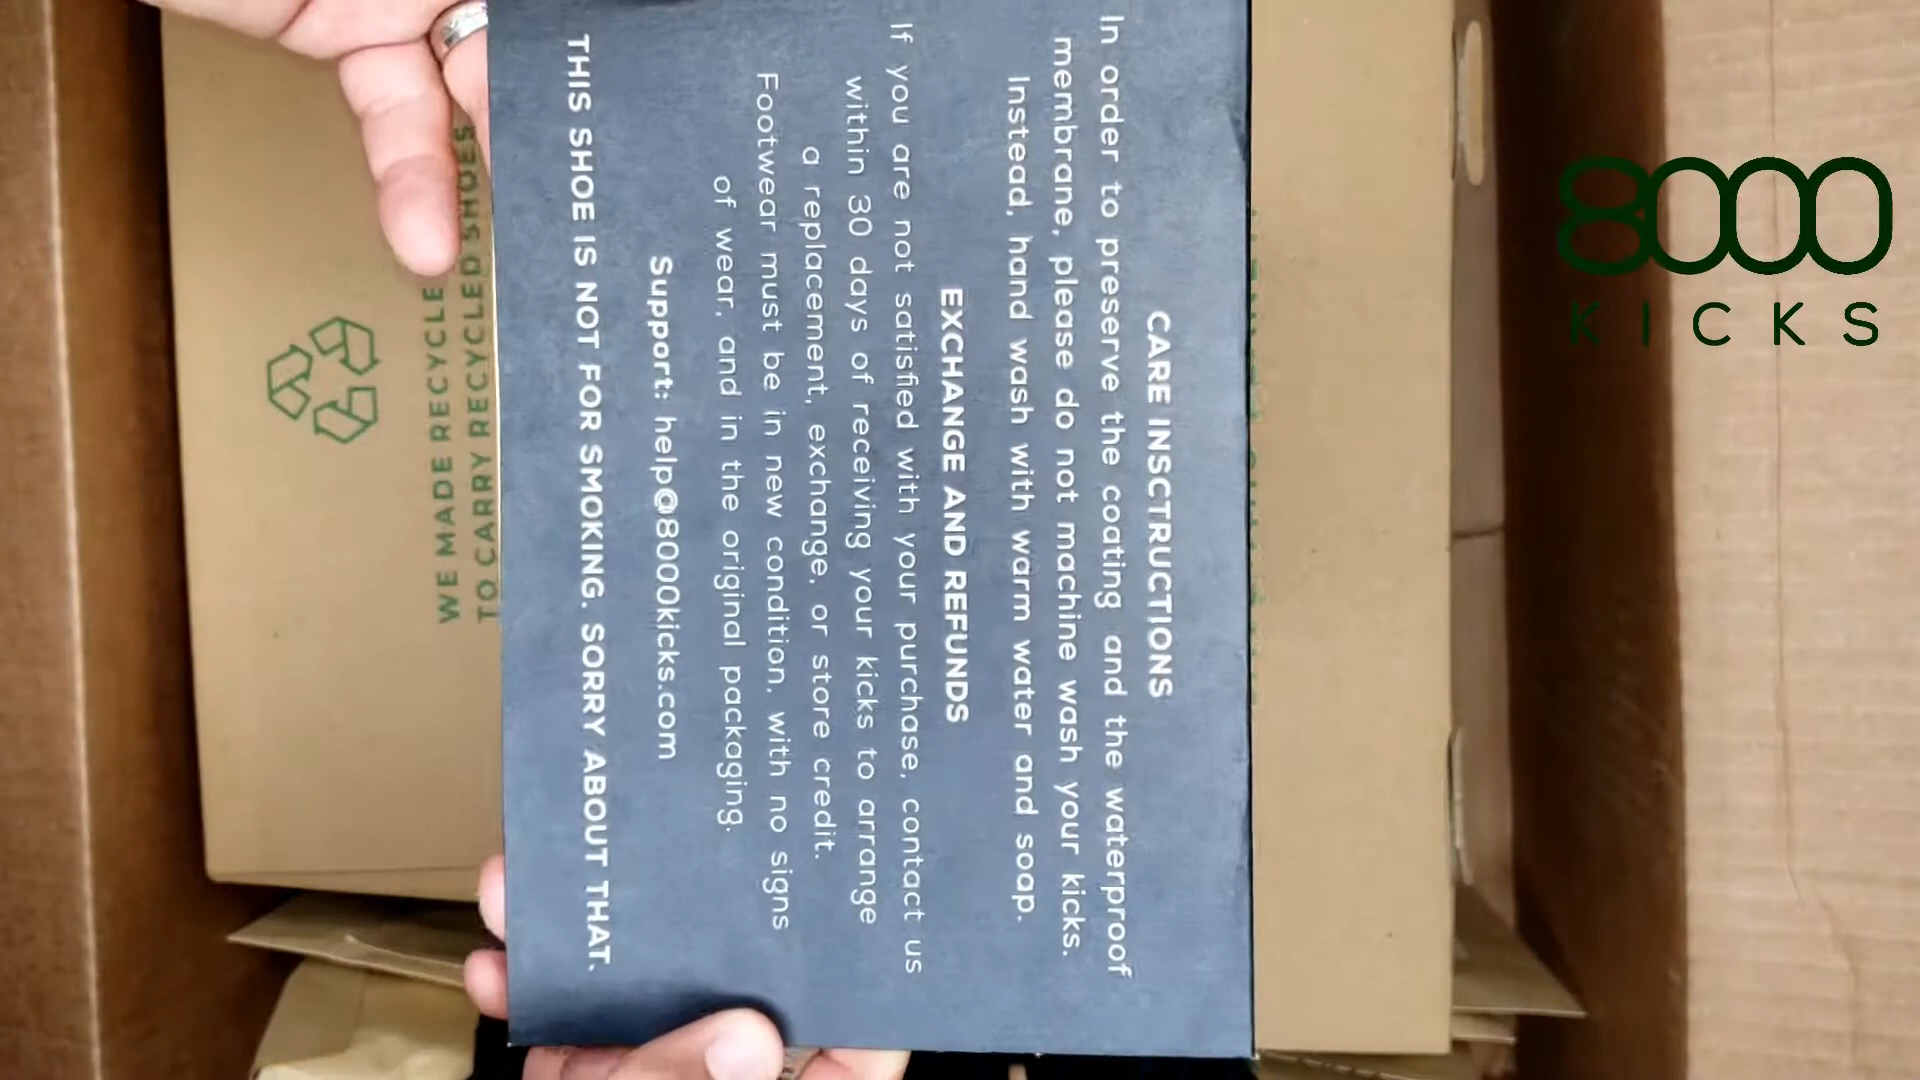 CARE INSCTRUCTIONS
In order to preserve the coating and the waterproof
membrane, please do not machine wash your kicks.
Instead, hand wash with warm water and soap.
EXCHANGE AND REFUNDS
If you are not satisfied with your purchase, contact us
within 30 days of receiving your kicks to arrange
a replacement, exchange, or store credit.
Footwear must be in new condition, with no signs
of wear, and in the original packaging.
Support: help@8000kicks.com
THIS SHOE IS NOT FOR SMOKING. SORRY ABOUT THAT.
TO CARRY RECYCLED SHOES
WE MADE RECYCLE
8000
KICKS